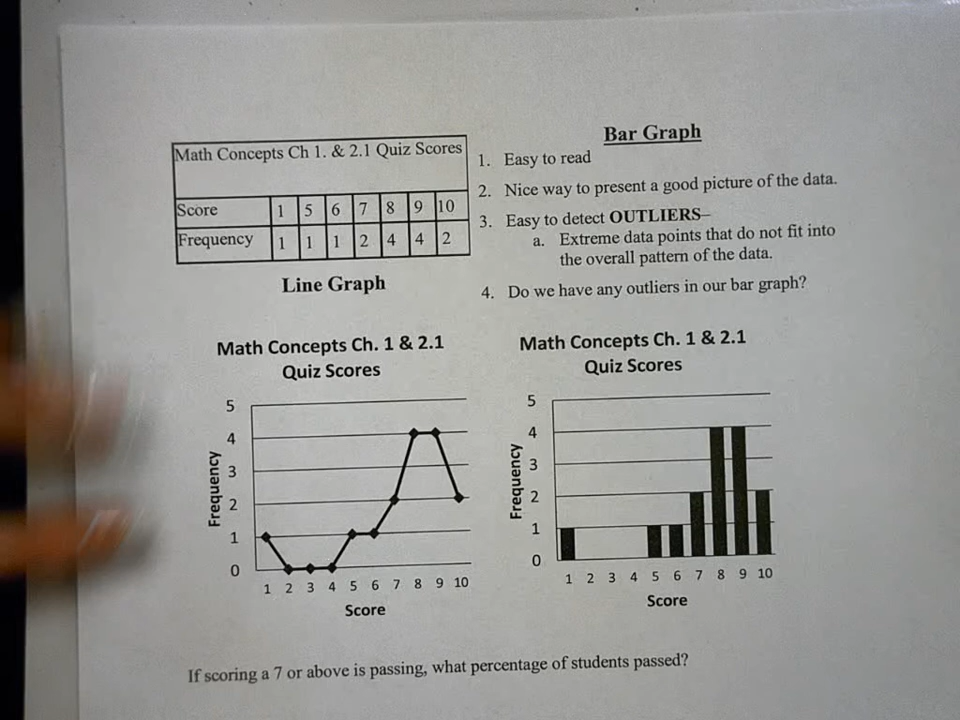 Math Concepts Ch 1. & 2.1 Quiz Scores
Score 1 5 6 7 8 9 10
Frequency 1 1 1 2 4 4 2
Bar Graph
1. Easy to read
2. Nice way to present a good picture of the data.
3. Easy to detect OUTLIERS–
a. Extreme data points that do not fit into
the overall pattern of the data.
4. Do we have any outliers in our bar graph?
Line Graph
Math Concepts Ch. 1 & 2.1
Quiz Scores
5
4
3
2
1
0
Frequency
1 2 3 4 5 6 7 8 9 10
Score
Math Concepts Ch. 1 & 2.1
Quiz Scores
5
4
3
2
1
0
Frequency
1 2 3 4 5 6 7 8 9 10
Score
If scoring a 7 or above is passing, what percentage of students passed?